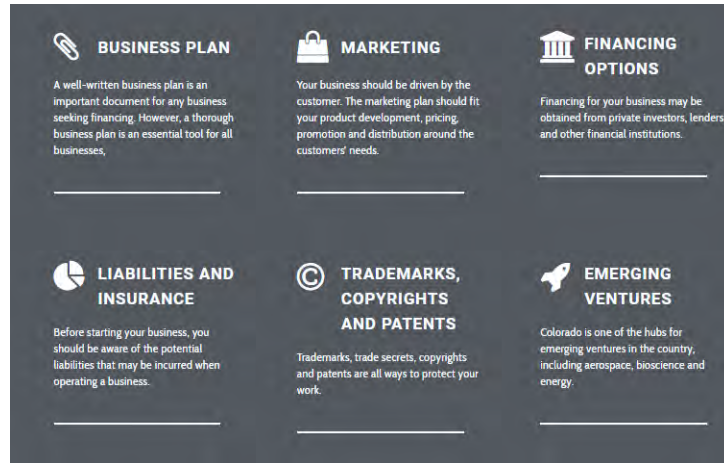 BUSINESS PLAN
A well-written business plan is an
important document for any business
seeking financing. However, a thorough
business plan is an essential tool for all
businesses,
MARKETING
Your business should be driven by the
customer. The marketing plan should fit
your product development, pricing,
promotion and distribution around the
customers' needs.
FINANCING
OPTIONS
Financing for your business may be
obtained from private investors, lenders
and other financial institutions.
LIABILITIES AND
INSURANCE
Before starting your business, you
should be aware of the potential
liabilities that may be incurred when
operating a business.
TRADEMARKS,
COPYRIGHTS
AND PATENTS
Trademarks, trade secrets, copyrights
and patents are all ways to protect your
work.
EMERGING
VENTURES
Colorado is one of the hubs for
emerging ventures in the country,
including aerospace, bioscience and
energy.